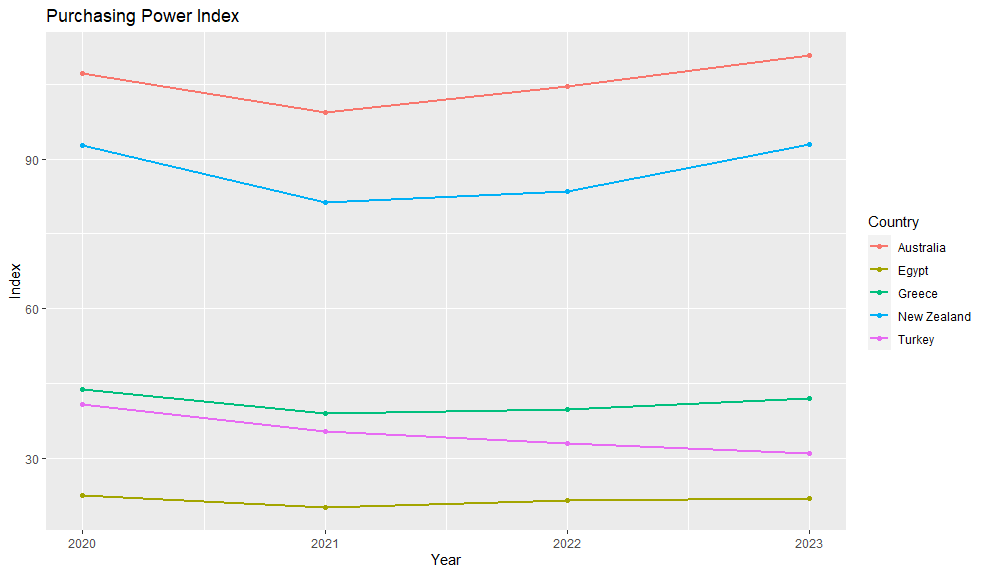 Purchasing Power Index
90
60
30
Index
2020 2021 2022 2023
Year
Country
Australia
Egypt
Greece
New Zealand
Turkey